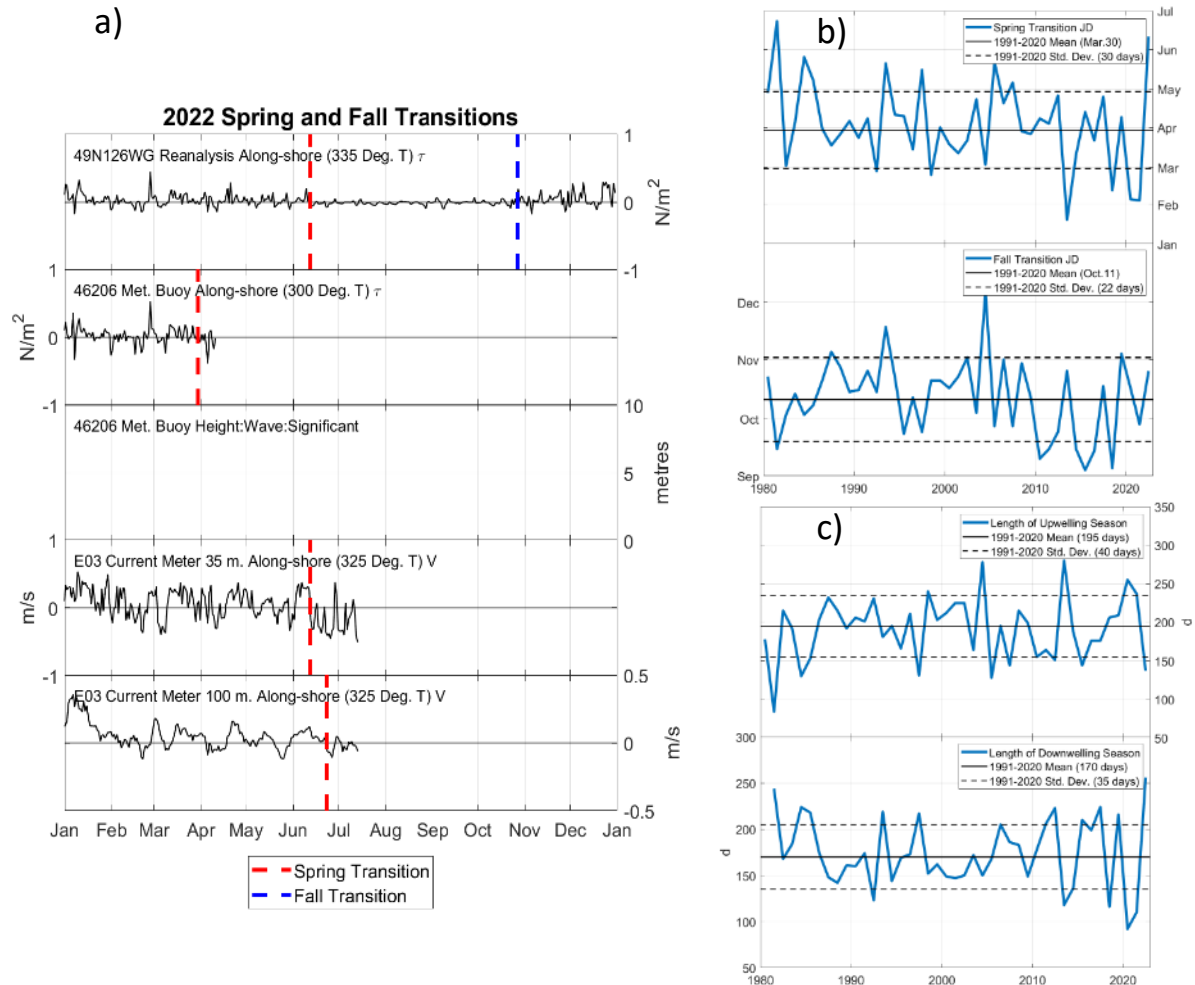 a)
2022 Spring and Fall Transitions
49N126WG Reanalysis Along-shore (335 Deg. T) τ
1
0
-1
N/m²
46206 Met. Buoy Along-shore (300 Deg. T) τ
1
0
-1
N/m²
46206 Met. Buoy Height:Wave:Significant
10
5
0
metres
E03 Current Meter 35 m. Along-shore (325 Deg. T) V
1
0
-1
m/s
E03 Current Meter 100 m. Along-shore (325 Deg. T) V
0.5
0
-0.5
m/s
Jan Feb Mar Apr May Jun Jul Aug Sep Oct Nov Dec Jan
Spring Transition
Fall Transition
b)
Spring Transition JD
1991-2020 Mean (Mar.30)
1991-2020 Std. Dev. (30 days)
Jul
Jun
May
Apr
Mar
Feb
Jan
Fall Transition JD
1991-2020 Mean (Oct.11)
1991-2020 Std. Dev. (22 days)
Dec
Nov
Oct
Sep
1980 1990 2000 2010 2020
c)
Length of Upwelling Season
1991-2020 Mean (195 days)
1991-2020 Std. Dev. (40 days)
350
300
250
200
150
100
50
d
Length of Downwelling Season
1991-2020 Mean (170 days)
1991-2020 Std. Dev. (35 days)
300
250
200
150
100
50
d
1980 1990 2000 2010 2020